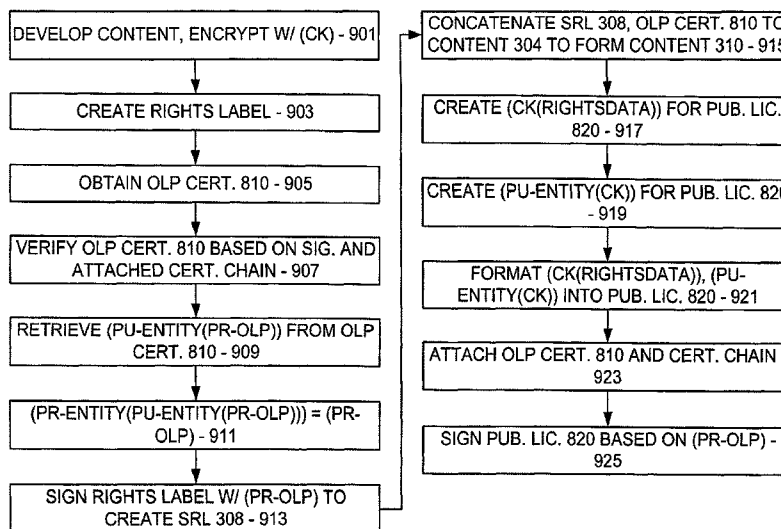 DEVELOP CONTENT, ENCRYPT W/ (CK) - 901
CREATE RIGHTS LABEL - 903
OBTAIN OLP CERT. 810 - 905
VERIFY OLP CERT. 810 BASED ON SIG. AND
ATTACHED CERT. CHAIN - 907
RETRIEVE (PU-ENTITY(PR-OLP)) FROM OLP
CERT. 810 - 909
(PR-ENTITY(PU-ENTITY(PR-OLP))) = (PR-
OLP) - 911
SIGN RIGHTS LABEL W/ (PR-OLP) TO
CREATE SRL 308 - 913
CONCATENATE SRL 308, OLP CERT. 810 TO
CONTENT 304 TO FORM CONTENT 310 - 915
CREATE (CK(RIGHTSDATA)) FOR PUB. LIC.
820 - 917
CREATE (PU-ENTITY(CK)) FOR PUB. LIC. 820
- 919
FORMAT (CK(RIGHTSDATA)), (PU-
ENTITY(CK)) INTO PUB. LIC. 820 - 921
ATTACH OLP CERT. 810 AND CERT. CHAIN -
923
SIGN PUB. LIC. 820 BASED ON (PR-OLP) -
925